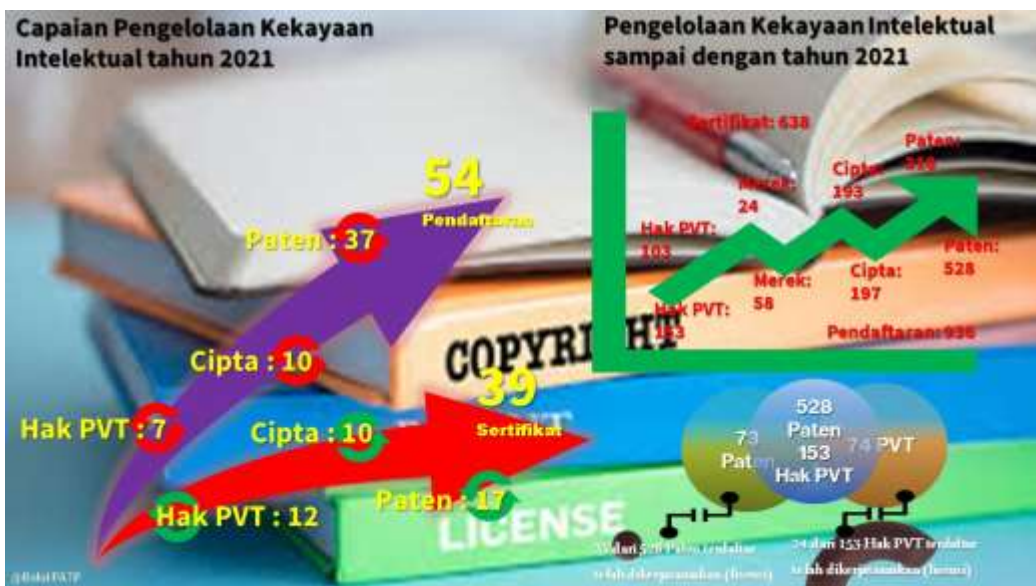 Capaian Pengelolaan Kekayaan
Intelektual tahun 2021
54
Pendaftaran
Paten : 37
Cipta : 10
Hak PVT : 7
39
Sertifikat
Cipta : 10
Paten : 17
Hak PVT : 12
COPYRIGHT
LICENSE
Pengelolaan Kekayaan Intelektual
sampai dengan tahun 2021
Sertifikat: 638
Paten:
Cipta:
193
Merek:
24
Hak PVT:
103
Paten:
528
Cipta:
197
Merek:
58
Hak PVT:
153
Pendaftaran: 936
528
Paten
153
Hak PVT
73
Paten
74 PVT
dari 528 Paten terdaftar
telah dikerjasamakan (lisensi)
dari 153 Hak PVT terdaftar
telah dikerjasamakan (lisensi)